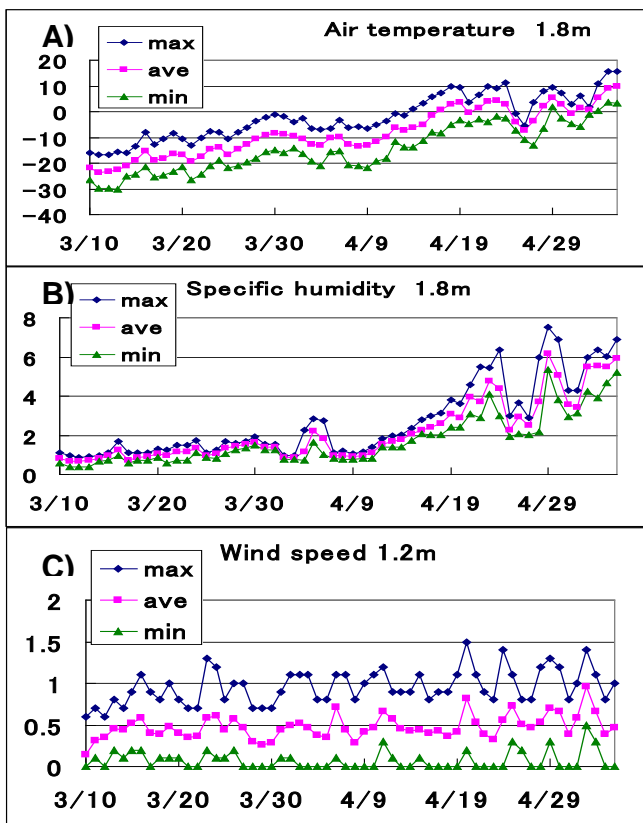 A) Air temperature 1.8m
max
ave
min
20
10
0
-10
-20
-30
-40
3/10 3/20 3/30 4/9 4/19 4/29
B) Specific humidity 1.8m
max
ave
min
8
6
4
2
0
3/10 3/20 3/30 4/9 4/19 4/29
C) Wind speed 1.2m
max
ave
min
2
1.5
1
0.5
0
3/10 3/20 3/30 4/9 4/19 4/29